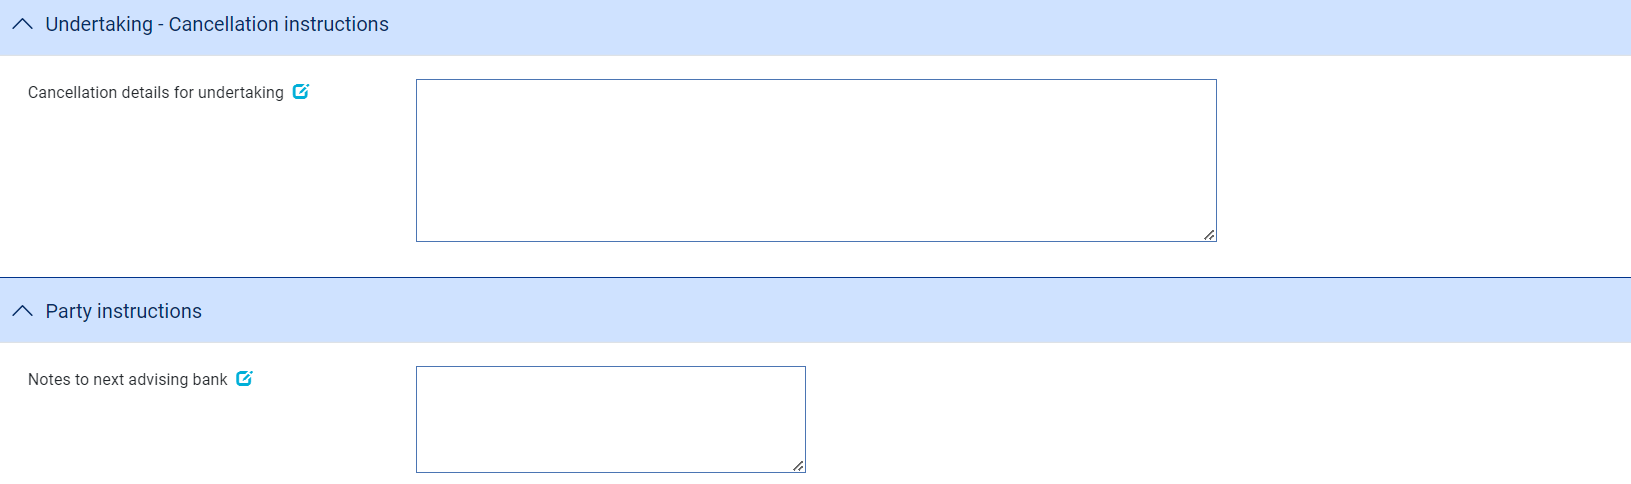 Undertaking - Cancellation instructions
Cancellation details for undertaking
Party instructions
Notes to next advising bank